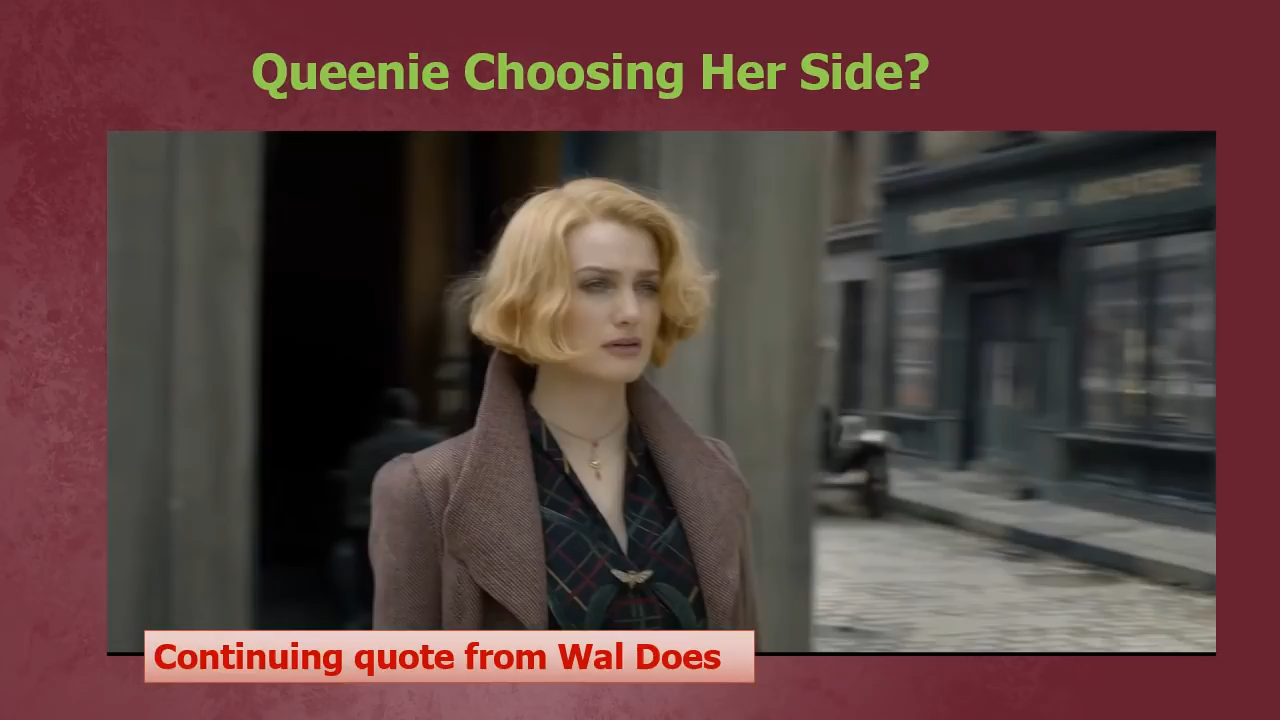 Queenie Choosing Her Side?
Continuing quote from Wal Does